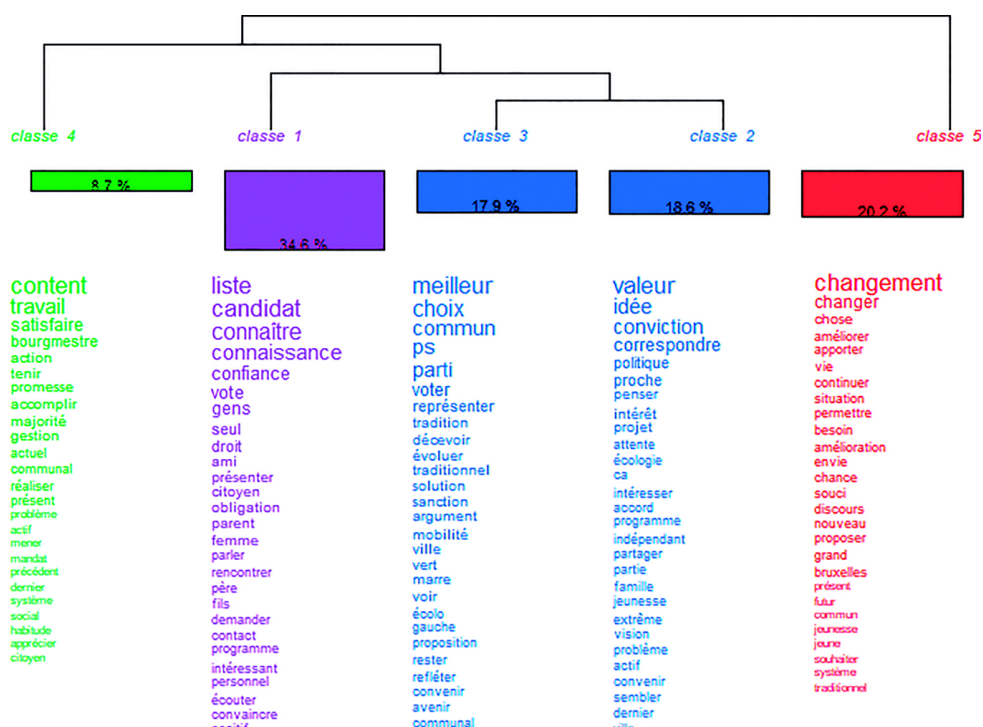 classe 4
classe 1
classe 3
classe 2
classe 5
8.7 %
34.6 %
17.9 %
18.6 %
20.2 %
content
travail
satisfaire
bourgmestre
action
tenir
promesse
accomplir
majorité
gestion
actuel
communal
réaliser
présent
problème
actif
mener
mandat
précédent
dernier
système
social
habitude
apprécier
citoyen
liste
candidat
connaître
connaissance
confiance
vote
gens
seul
droit
ami
présenter
citoyen
obligation
parent
femme
parler
rencontrer
père
fils
demander
contact
programme
intéressant
personnel
écouter
convaincre
meilleur
choix
commun
ps
parti
voter
représenter
tradition
décevoir
évoluer
traditionnel
solution
sanction
argument
mobilité
ville
vert
marre
voir
écolo
gauche
proposition
rester
refléter
convenir
avenir
communal
valeur
idée
conviction
correspondre
politique
proche
penser
intérêt
projet
attente
écologie
ca
intéresser
accord
programme
indépendant
partager
partie
famille
jeunesse
extrême
vision
problème
actif
convenir
sembler
dernier
changement
changer
chose
améliorer
apporter
vie
continuer
situation
permettre
besoin
amélioration
envie
chance
souci
discours
nouveau
proposer
grand
bruxelles
présent
futur
commun
jeunesse
jeune
souhaiter
système
traditionnel